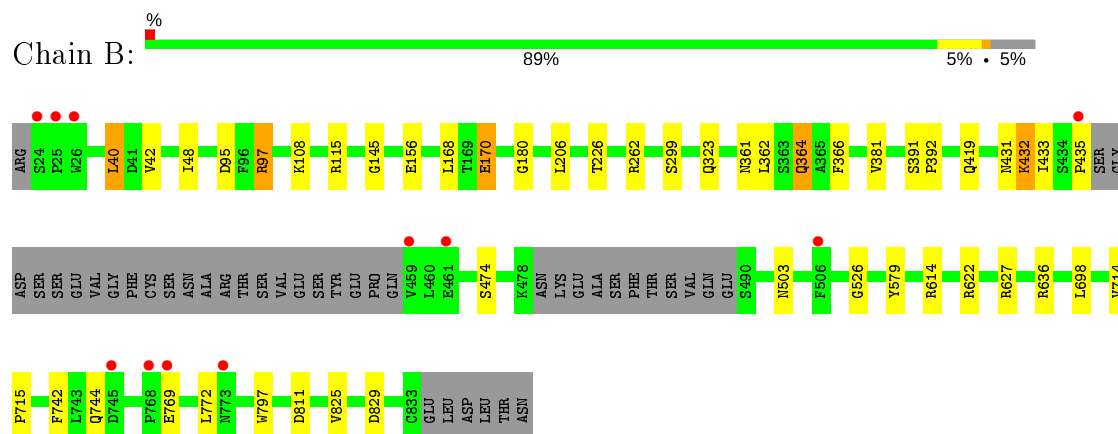 %
Chain B:
89% 5% • 5%
ARG S24 P25 W26 L40 D41 V42 I48 D95 F96 R97 K108 R115 G145 E156 L168 T169 E170 G180 L206 T226 R262 S299 Q323 N361 L362 S363 Q364 A365 F366 V381 S391 P392 Q419 N431 K432 I433 S434 P435 SER GLY
ASP SER SER GLU VAL GLY PHE CYS SER ASN ALA ARG THR SER VAL GLU SER TYR GLU PRO GLN V459 L460 E461 S474 K478 ASN LYS GLU ALA SER PHE THR SER VAL GLN GLU S490 N503 F506 G526 Y579 R614 R622 R627 R636 L698 V714
P715 F742 L743 Q744 D745 P768 E769 L772 N773 W797 D811 V825 D829 C833 GLU LEU ASP LEU THR ASN